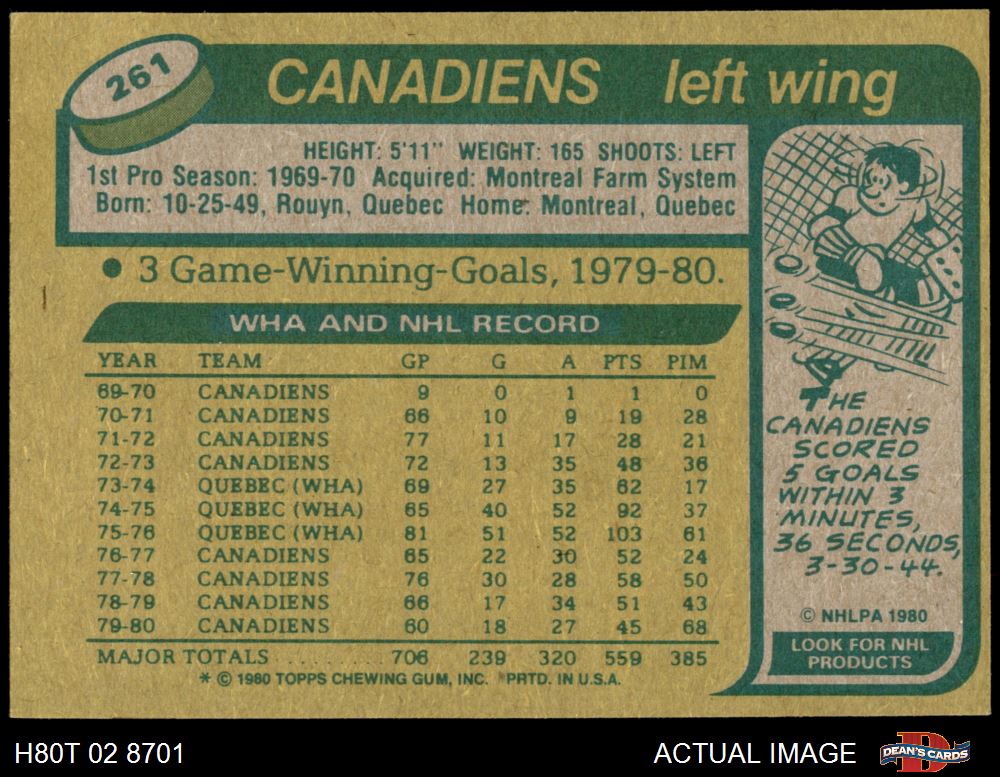 261
CANADIENS left wing
HEIGHT: 5'11" WEIGHT: 165 SHOOTS: LEFT
1st Pro Season: 1969-70 Acquired: Montreal Farm System
Born: 10-25-49, Rouyn, Quebec Home: Montreal, Quebec
• 3 Game-Winning-Goals, 1979-80.
WHA AND NHL RECORD
YEAR TEAM GP G A PTS PIM
69-70 CANADIENS 9 0 1 1 0
70-71 CANADIENS 66 10 9 19 28
71-72 CANADIENS 77 11 17 28 21
72-73 CANADIENS 72 13 35 48 36
73-74 QUEBEC (WHA) 69 27 35 62 17
74-75 QUEBEC (WHA) 65 40 52 92 37
75-76 QUEBEC (WHA) 81 51 52 103 61
76-77 CANADIENS 65 22 30 52 24
77-78 CANADIENS 76 30 28 58 50
78-79 CANADIENS 66 17 34 51 43
79-80 CANADIENS 60 18 27 45 68
MAJOR TOTALS .......... 706 239 320 559 385
* © 1980 TOPPS CHEWING GUM, INC. PRTD. IN U.S.A.
THE
CANADIENS
SCORED
5 GOALS
WITHIN 3
MINUTES,
36 SECONDS,
3-30-44.
© NHLPA 1980
LOOK FOR NHL
PRODUCTS
H80T 02 8701
ACTUAL IMAGE
DEAN'S CARDS